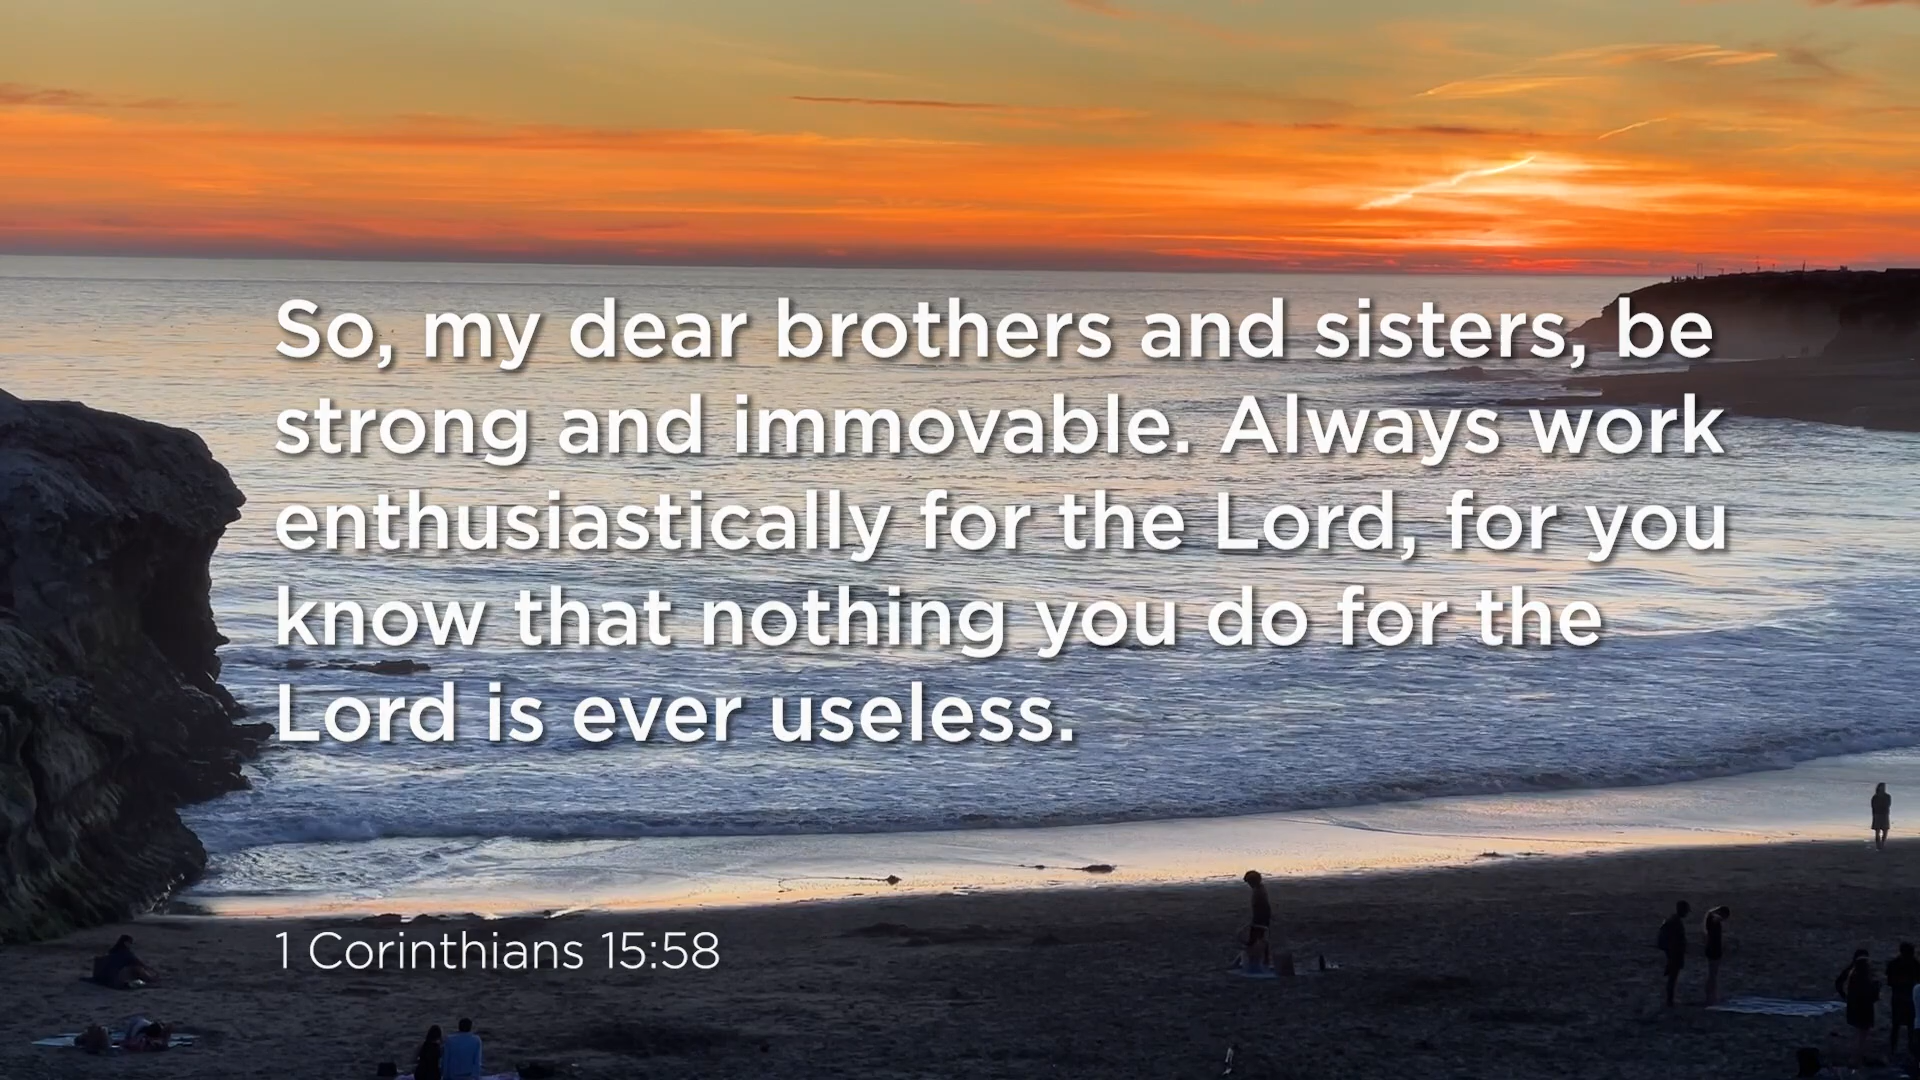 So, my dear brothers and sisters, be
strong and immovable. Always work
enthusiastically for the Lord, for you
know that nothing you do for the
Lord is ever useless.
1 Corinthians 15:58